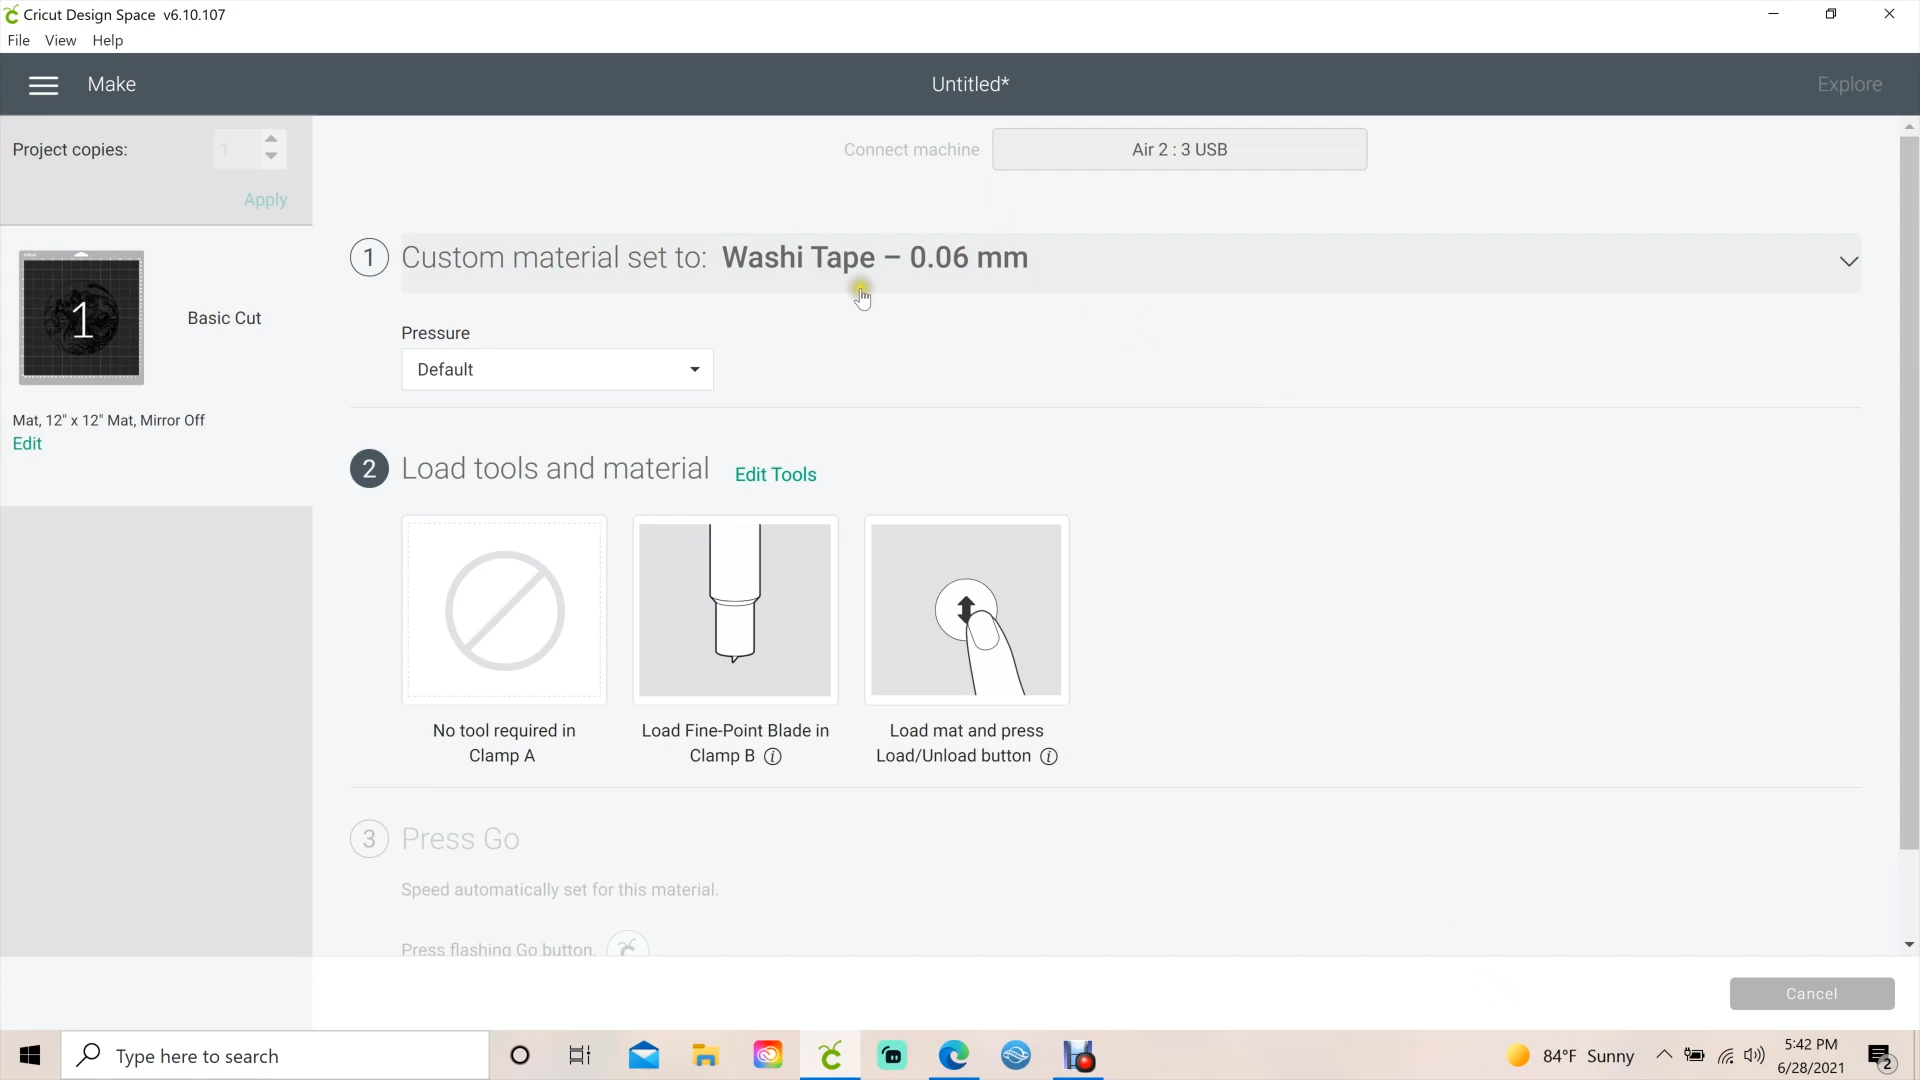 Cricut Design Space v6.10.107
File View Help
Make
Untitled*
Explore
Project copies:
1
Apply
Connect machine
Air 2 : 3 USB
1 Custom material set to: Washi Tape – 0.06 mm
1
Basic Cut
Pressure
Default
Mat, 12" x 12" Mat, Mirror Off
Edit
2 Load tools and material Edit Tools
No tool required in
Clamp A
Load Fine-Point Blade in
Clamp B
Load mat and press
Load/Unload button
3 Press Go
Speed automatically set for this material.
Press flashing Go button.
Cancel
Type here to search
84°F Sunny
5:42 PM
6/28/2021
2